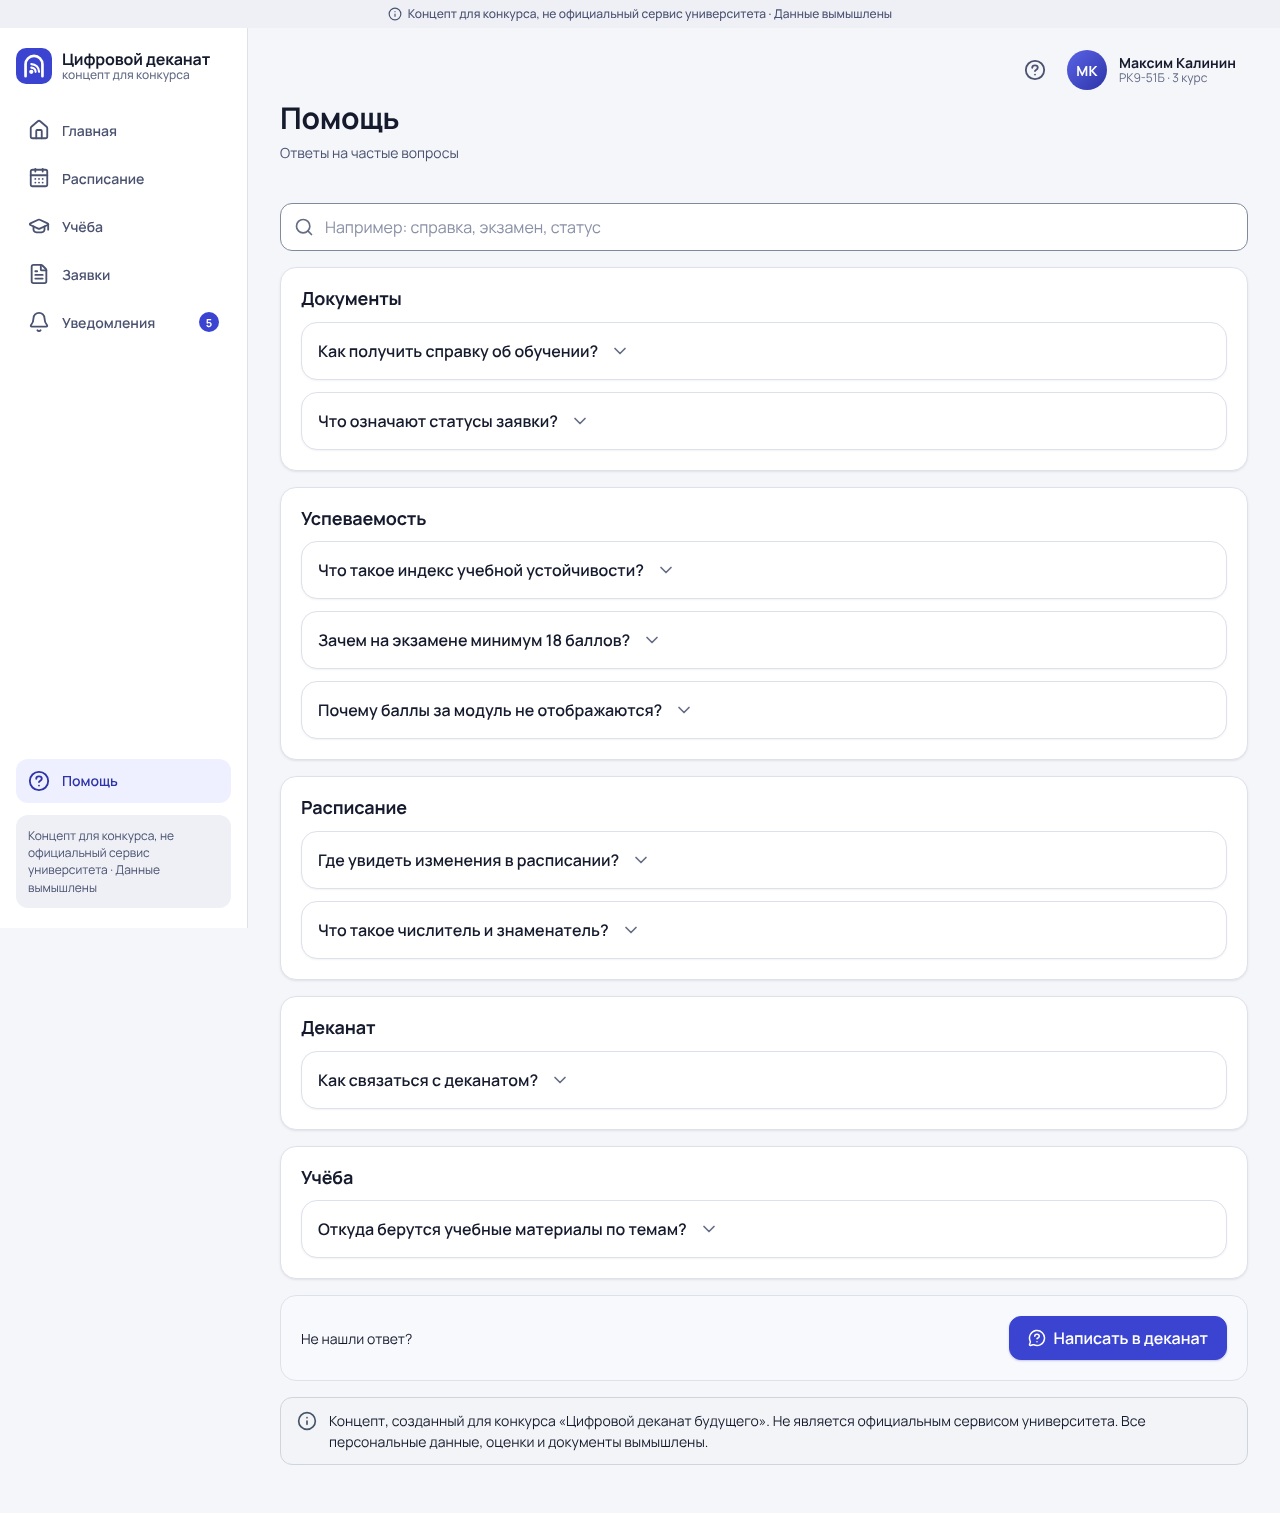 Концепт для конкурса, не официальный сервис университета · Данные вымышлены
Цифровой деканат
концепт для конкурса
Главная
Расписание
Учёба
Заявки
Уведомления 5
Помощь
Концепт для конкурса, не
официальный сервис
университета · Данные
вымышлены
МК
Максим Калинин
РК9-51Б · 3 курс
Помощь
Ответы на частые вопросы
Например: справка, экзамен, статус
Документы
Как получить справку об обучении?
Что означают статусы заявки?
Успеваемость
Что такое индекс учебной устойчивости?
Зачем на экзамене минимум 18 баллов?
Почему баллы за модуль не отображаются?
Расписание
Где увидеть изменения в расписании?
Что такое числитель и знаменатель?
Деканат
Как связаться с деканатом?
Учёба
Откуда берутся учебные материалы по темам?
Не нашли ответ?
Написать в деканат
Концепт, созданный для конкурса «Цифровой деканат будущего». Не является официальным сервисом университета. Все
персональные данные, оценки и документы вымышлены.